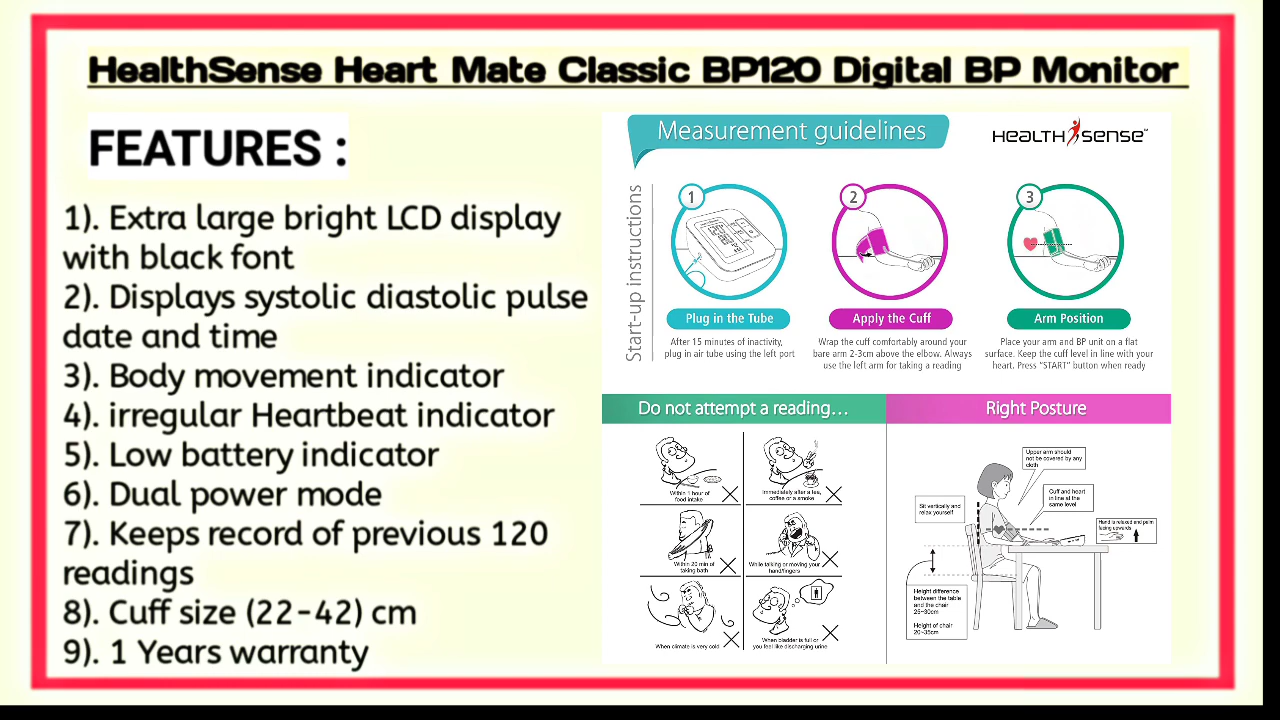 HealthSense Heart Mate Classic BP120 Digital BP Monitor
FEATURES :
1). Extra large bright LCD display
with black font
2). Displays systolic diastolic pulse
date and time
3). Body movement indicator
4). irregular Heartbeat indicator
5). Low battery indicator
6). Dual power mode
7). Keeps record of previous 120
readings
8). Cuff size (22-42) cm
9). 1 Years warranty
Measurement guidelines
HEALTH SENSE™
Start-up instructions
1
Plug in the Tube
After 15 minutes of inactivity,
plug in air tube using the left port
2
Apply the Cuff
Wrap the cuff comfortably around your
bare arm 2-3cm above the elbow. Always
use the left arm for taking a reading
3
Arm Position
Place your arm and BP unit on a flat
surface. Keep the cuff level in line with your
heart. Press "START" button when ready
Do not attempt a reading...
Within 1 hour of
food intake
Immediately after a tea,
coffee or a smoke
Within 20 min of
taking bath
While talking or moving your
hand/fingers
When climate is very cold
When bladder is full or
you feel like discharging urine
Right Posture
Upper arm should
not be covered by any
cloth
Sit vertically and
relax yourself
Cuff and heart
in line at the
same level
Hand is relaxed and palm
facing upwards
Height difference
between the table
and the chair
25~30cm
Height of chair
20~35cm